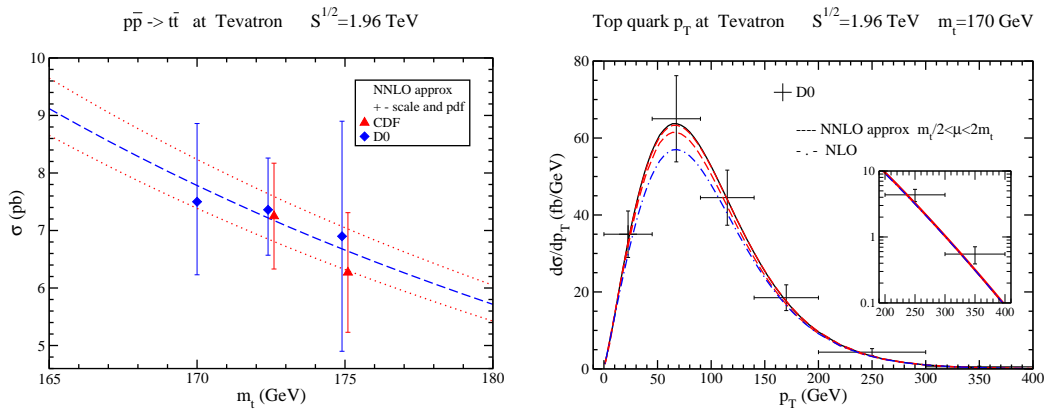 pp̅ -> tt̅ at Tevatron S^1/2=1.96 TeV
10
9
8
7
6
5
σ (pb)
165
170
175
180
m_t (GeV)
NNLO approx
+ - scale and pdf
CDF
D0
Top quark p_T at Tevatron S^1/2=1.96 TeV m_t=170 GeV
80
70
60
50
40
30
20
10
0
dσ/dp_T (fb/GeV)
0
50
100
150
200
250
300
350
400
p_T (GeV)
D0
NNLO approx m_t/2<μ<2m_t
NLO
10
1
0.1
200
250
300
350
400